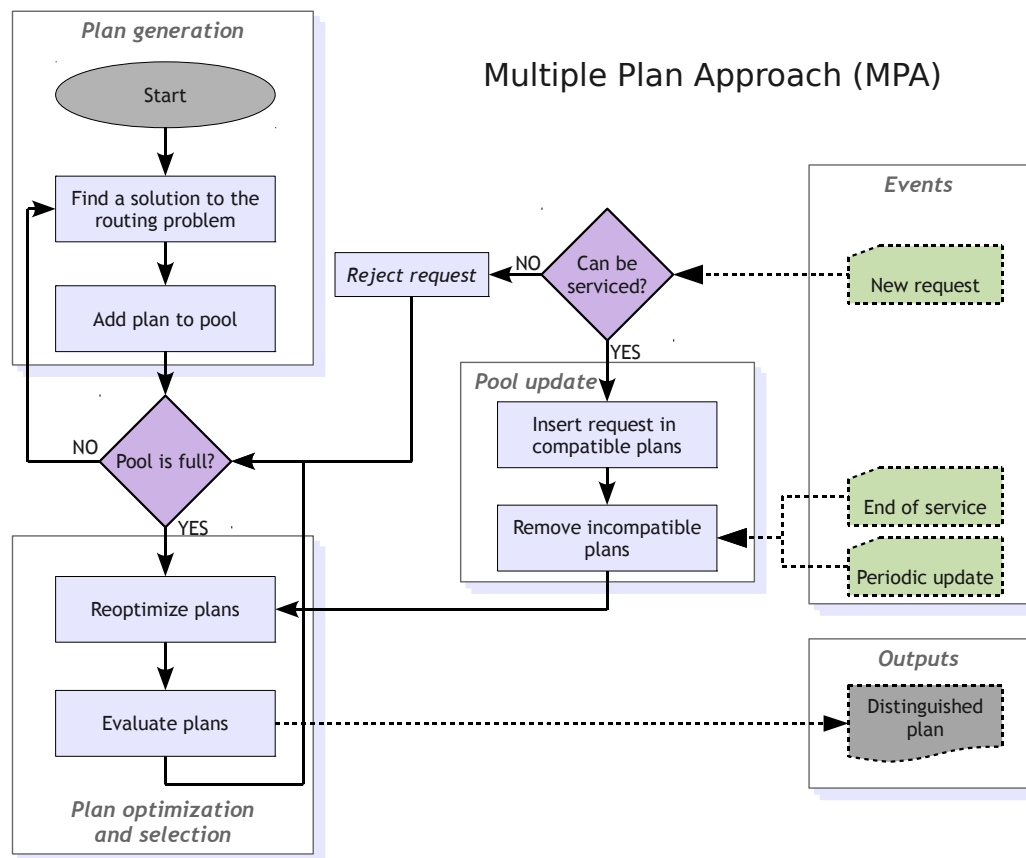 Multiple Plan Approach (MPA)
Plan generation
Start
Find a solution to the
routing problem
Add plan to pool
Pool is full?
NO
YES
Reoptimize plans
Evaluate plans
Plan optimization
and selection
Reject request
NO
Can be
serviced?
YES
Pool update
Insert request in
compatible plans
Remove incompatible
plans
Events
New request
End of service
Periodic update
Outputs
Distinguished
plan